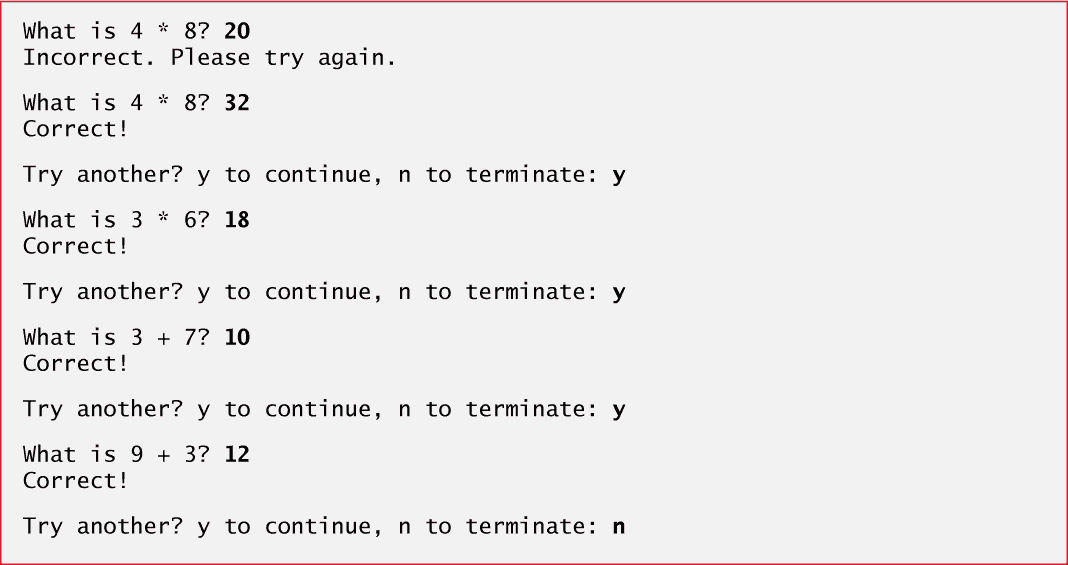 What is 4 * 8? 20
Incorrect. Please try again.
What is 4 * 8? 32
Correct!
Try another? y to continue, n to terminate: y
What is 3 * 6? 18
Correct!
Try another? y to continue, n to terminate: y
What is 3 + 7? 10
Correct!
Try another? y to continue, n to terminate: y
What is 9 + 3? 12
Correct!
Try another? y to continue, n to terminate: n